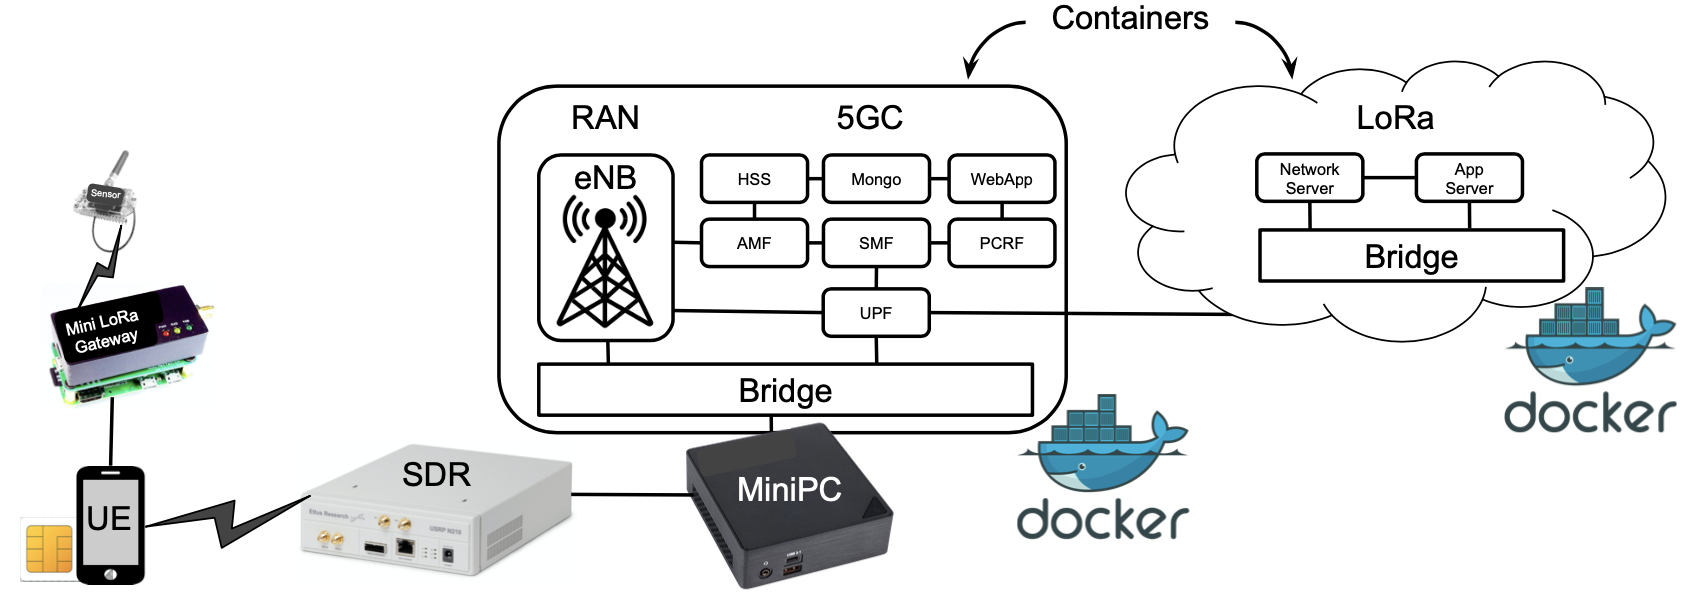 Containers
RAN
5GC
LoRa
eNB
HSS
Mongo
WebApp
AMF
SMF
PCRF
UPF
Bridge
Network
Server
App
Server
Bridge
Sensor
Mini LoRa
Gateway
UE
SDR
Ettus Research
USRP N210
MiniPC
docker
docker